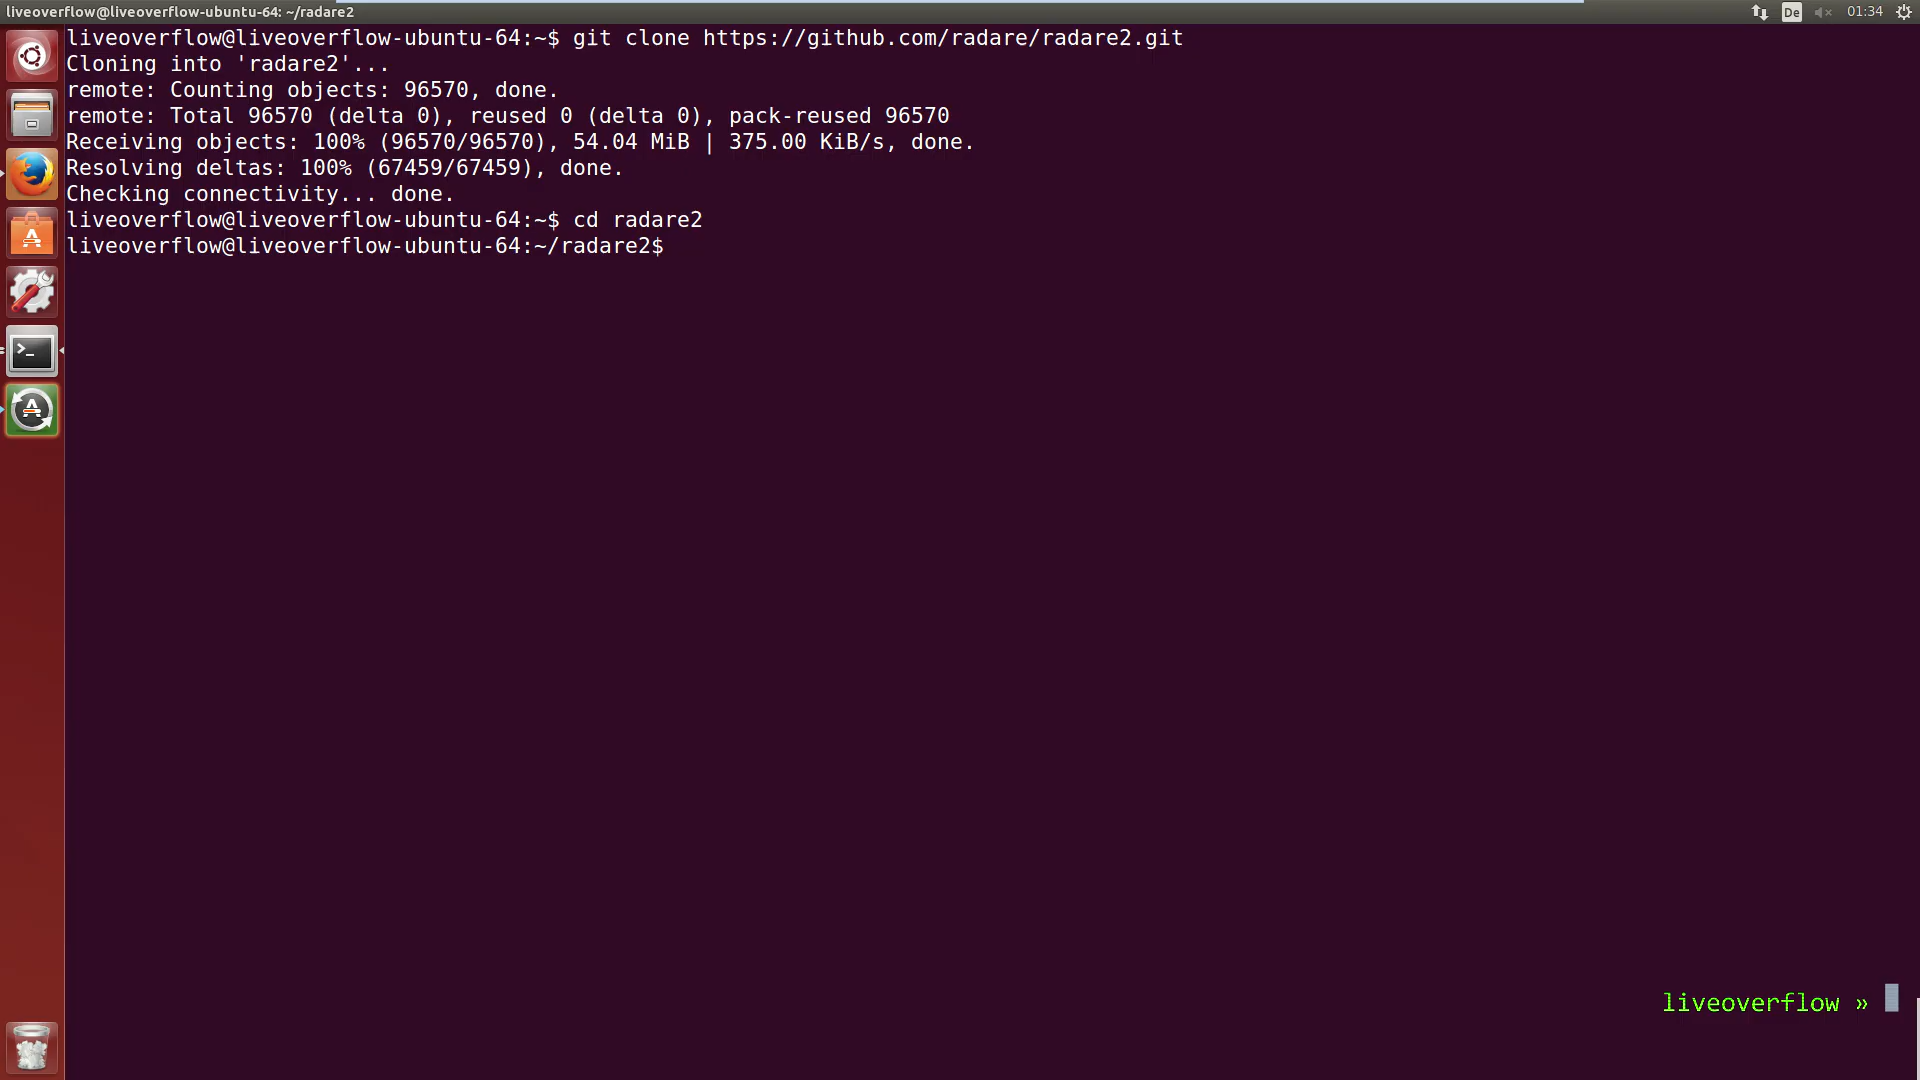 liveoverflow@liveoverflow-ubuntu-64: ~/radare2
De
01:34
liveoverflow@liveoverflow-ubuntu-64:~$ git clone https://github.com/radare/radare2.git
Cloning into 'radare2'...
remote: Counting objects: 96570, done.
remote: Total 96570 (delta 0), reused 0 (delta 0), pack-reused 96570
Receiving objects: 100% (96570/96570), 54.04 MiB | 375.00 KiB/s, done.
Resolving deltas: 100% (67459/67459), done.
Checking connectivity... done.
liveoverflow@liveoverflow-ubuntu-64:~$ cd radare2
liveoverflow@liveoverflow-ubuntu-64:~/radare2$
liveoverflow »